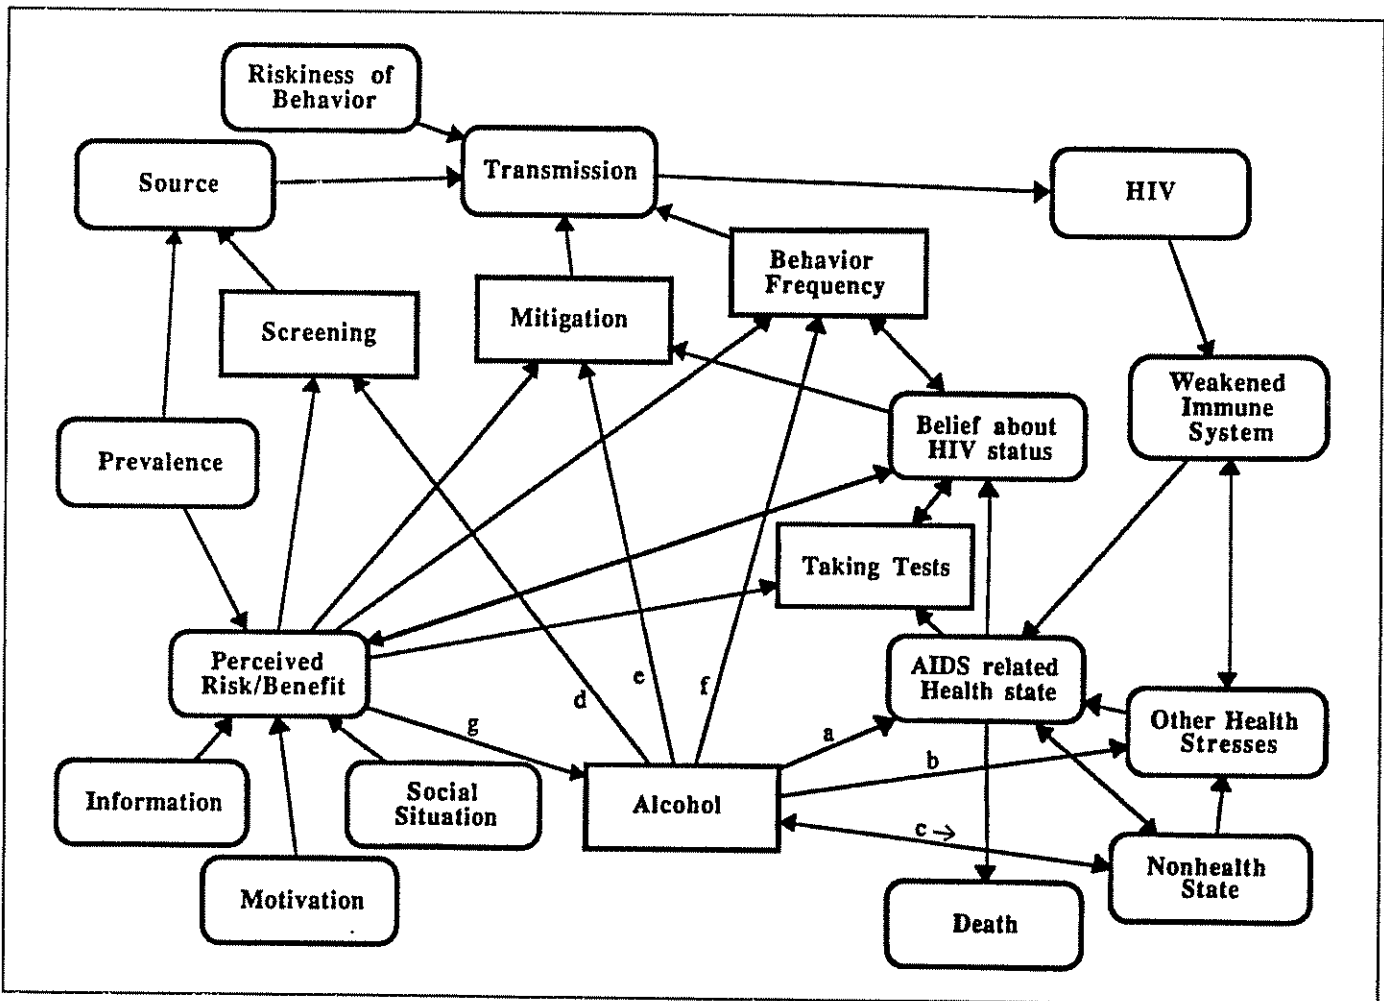 Riskiness of
Behavior
Transmission
Source
HIV
Behavior
Frequency
Mitigation
Screening
Weakened
Immune
System
Belief about
HIV status
Prevalence
Taking Tests
Perceived
Risk/Benefit
AIDS related
Health state
d
e
f
g
a
b
Other Health
Stresses
Information
Social
Situation
Alcohol
c →
Nonhealth
State
Motivation
Death